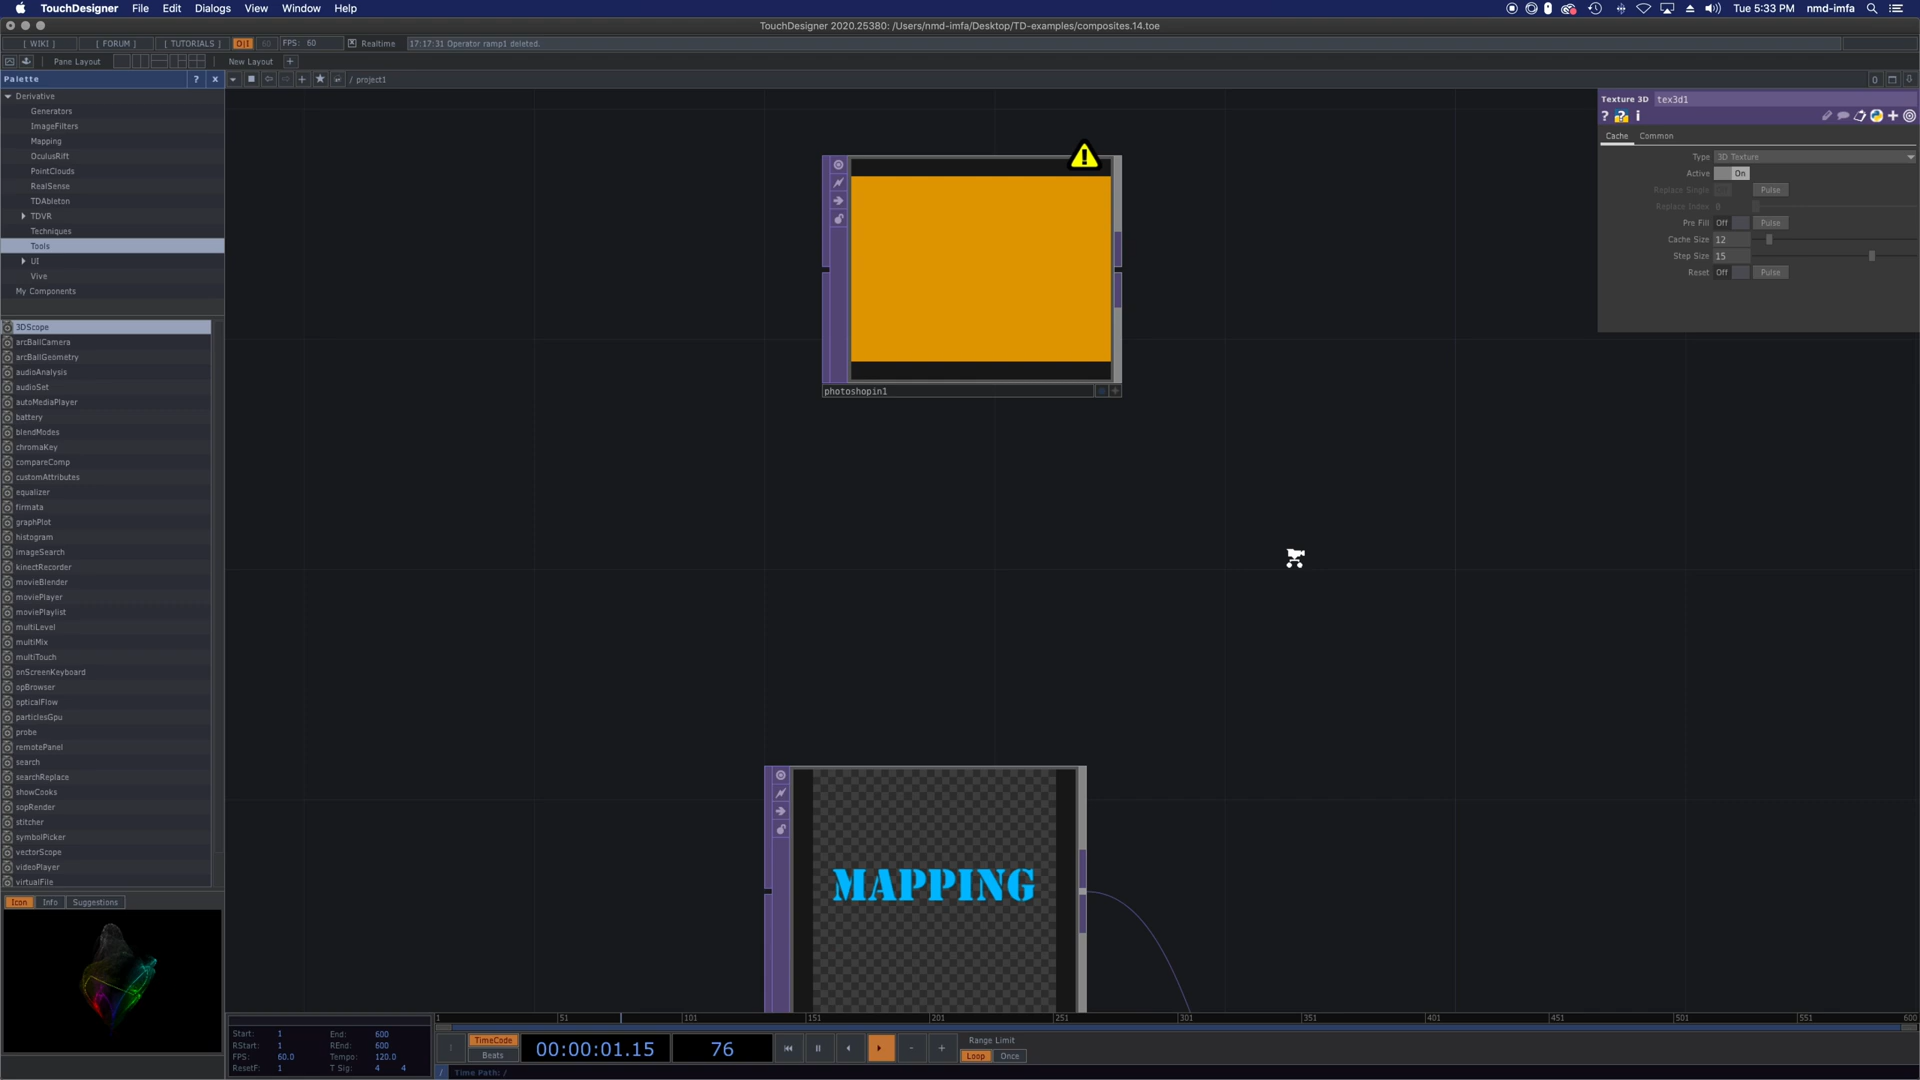 TouchDesigner File Edit Dialogs View Window Help
Tue 5:33 PM nmd-imfa
TouchDesigner 2020.25380: /Users/nmd-imfa/Desktop/TD-examples/composites.14.toe
[ WIKI ] [ FORUM ] [ TUTORIALS ] O|I 60 FPS: 60 Realtime 17:17:31 Operator ramp1 deleted.
Pane Layout New Layout +
Palette ? x
/ project1
0
Derivative
Generators
ImageFilters
Mapping
OculusRift
PointClouds
RealSense
TDAbleton
TDVR
Techniques
Tools
UI
Vive
My Components
3DScope
arcBallCamera
arcBallGeometry
audioAnalysis
audioSet
autoMediaPlayer
battery
blendModes
chromaKey
compareComp
customAttributes
equalizer
firmata
graphPlot
histogram
imageSearch
kinectRecorder
movieBlender
moviePlayer
moviePlaylist
multiLevel
multiMix
multiTouch
onScreenKeyboard
opBrowser
opticalFlow
particlesGpu
probe
remotePanel
search
searchReplace
showCooks
sopRender
stitcher
symbolPicker
vectorScope
videoPlayer
virtualFile
Icon Info Suggestions
photoshopin1
MAPPING
Texture 3D tex3d1
? ? i
Cache Common
Type 3D Texture
Active On
Replace Single Pulse
Replace Index 0
Pre Fill Off Pulse
Cache Size 12
Step Size 15
Reset Off Pulse
1 51 101 151 201 251 301 351 401 451 501 551 600
Start: 1 End: 600
RStart: 1 REnd: 600
FPS: 60.0 Tempo: 120.0
ResetF: 1 T Sig: 4 4
TimeCode
Beats
00:00:01.15 76
- +
Range Limit
Loop Once
/ Time Path: /